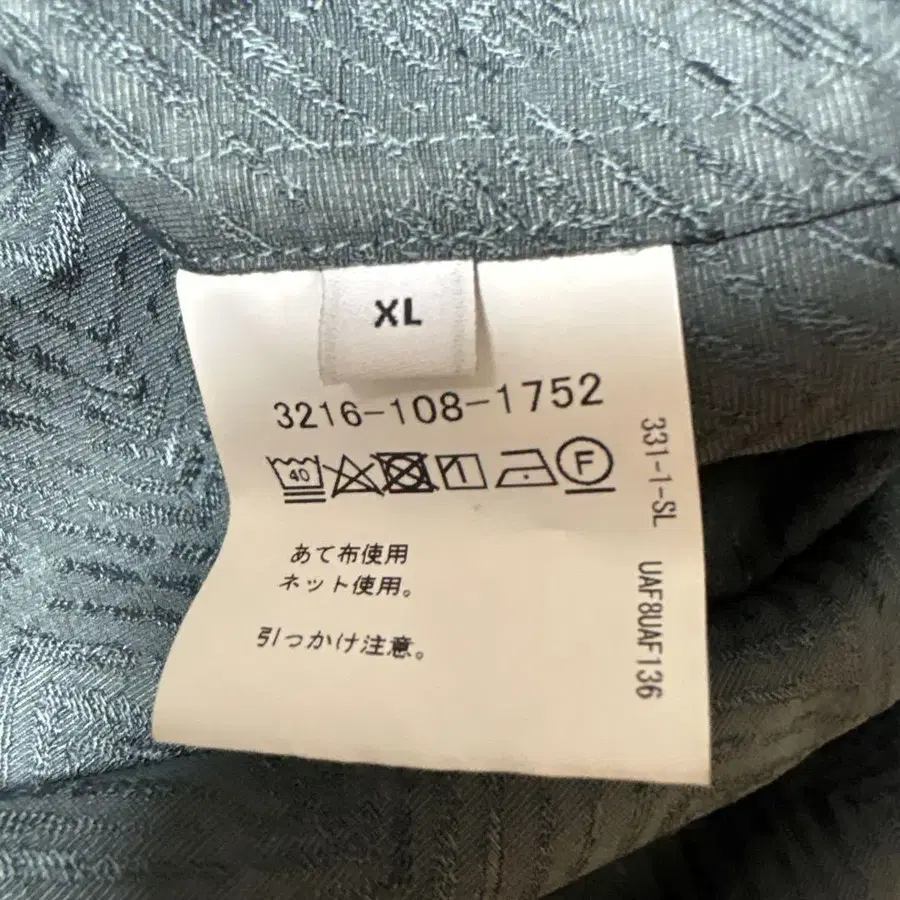 XL
3216-108-1752
40
F
あて布使用
ネット使用。
引っかけ注意。
331-1-SL UAF8UAF136